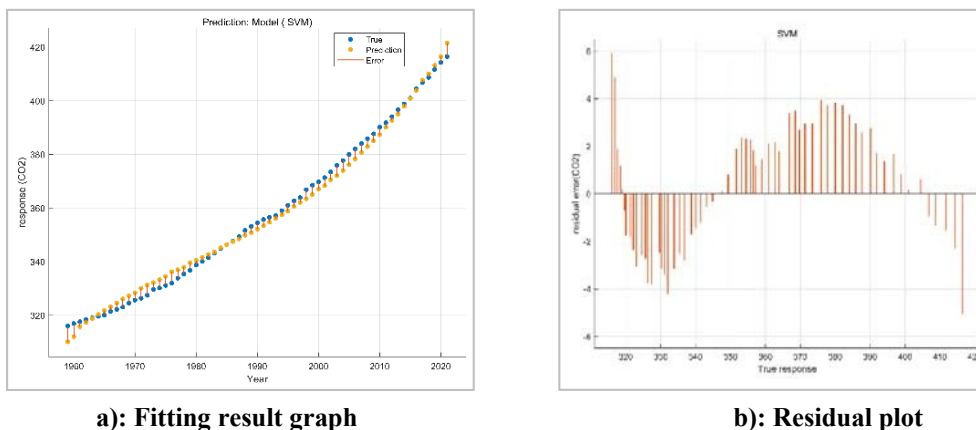 Prediction: Model ( SVM)
True
Prediction
Error
response (CO2)
420
400
380
360
340
320
1960
1970
1980
1990
2000
2010
2020
Year
SVM
residual error[CO2]
6
4
2
0
-2
-4
-6
320
330
340
350
360
370
380
390
400
410
True response
a): Fitting result graph
b): Residual plot